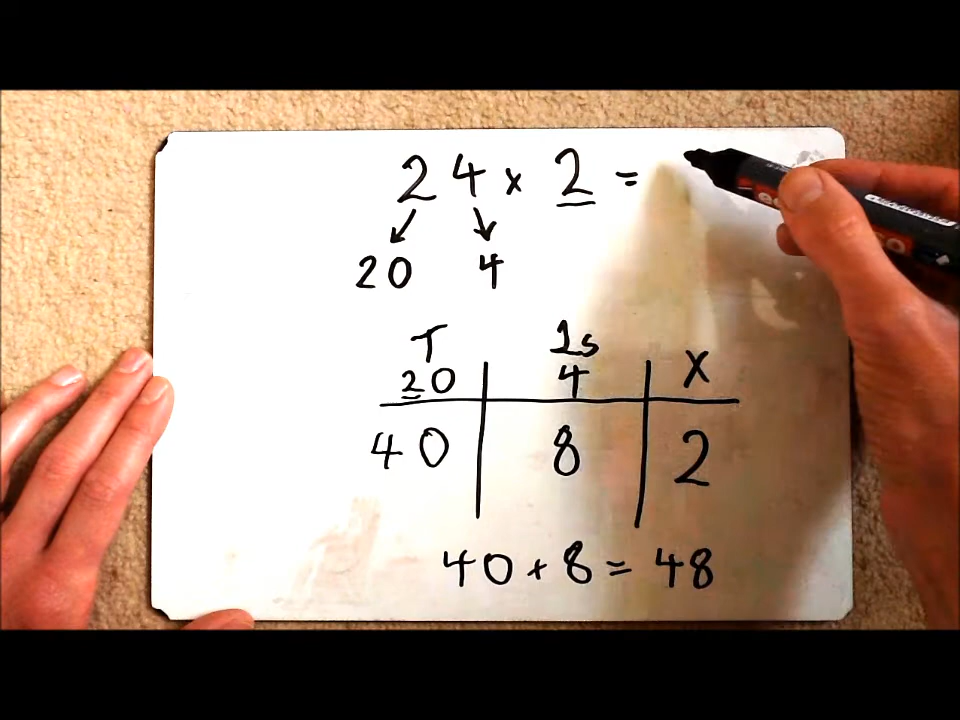 24 x 2 =
20 4
T 1s
20 4 X
40 8 2
40 + 8 = 48